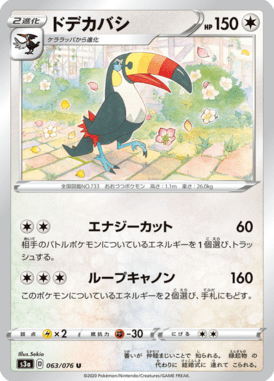 2進化 ドデカバシ HP150
ケララッパから進化
全国図鑑NO.733 おおづつポケモン 高さ:1.1m 重さ:26.0kg
エナジーカット 60
相手のバトルポケモンについているエネルギーを1個選び、トラッシュする。
ループキャノン 160
このポケモンについているエネルギーを2個選び、手札にもどす。
弱点 ×2 抵抗力 -30 にげる
Illus. Sekio
s3a D 063/076 U
©2020 Pokémon/Nintendo/Creatures/GAME FREAK.